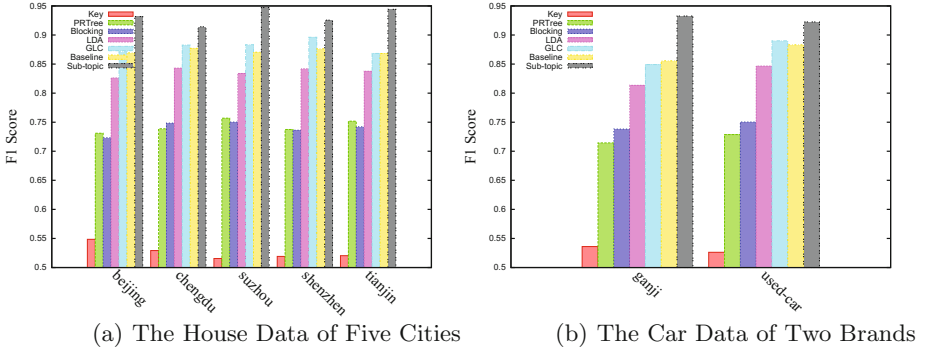 F1 Score
0.95
0.9
0.85
0.8
0.75
0.7
0.65
0.6
0.55
0.5
Key
PRTree
Blocking
LDA
GLC
Baseline
Sub-topic
beijing
chengdu
suzhou
shenzhen
tianjin
(a) The House Data of Five Cities
F1 Score
0.95
0.9
0.85
0.8
0.75
0.7
0.65
0.6
0.55
0.5
Key
PRTree
Blocking
LDA
GLC
Baseline
Sub-topic
ganji
used-car
(b) The Car Data of Two Brands